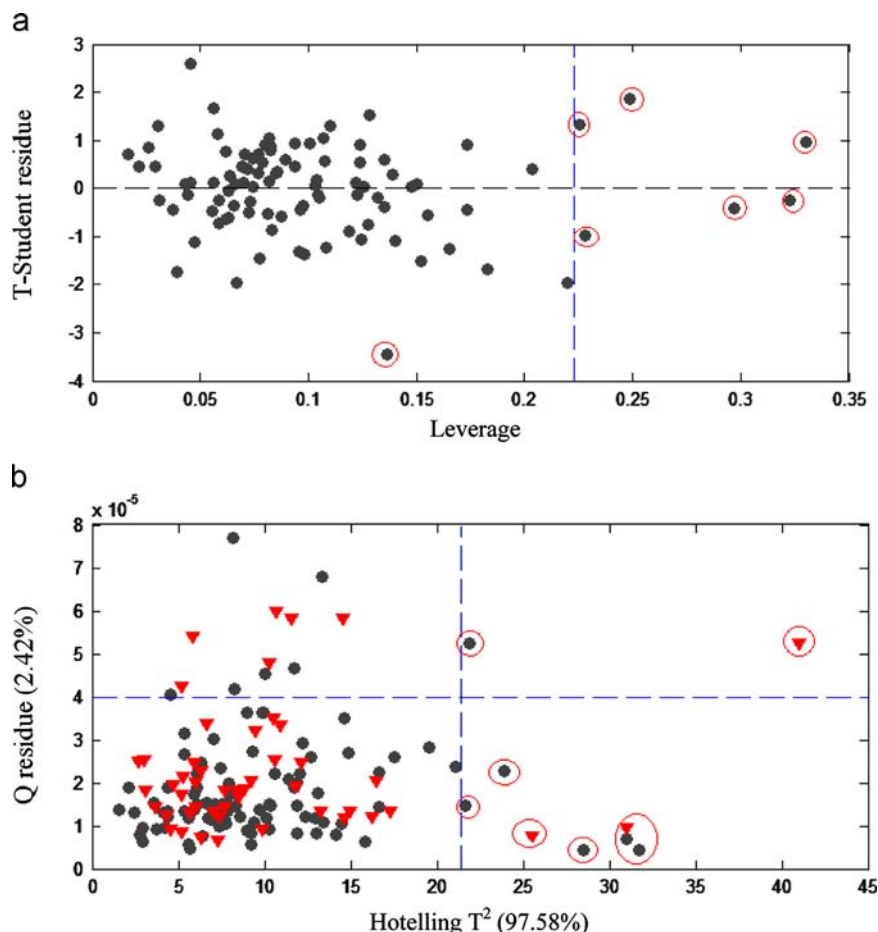 a
T-Student residue
3
2
1
0
-1
-2
-3
-4
0 0.05 0.1 0.15 0.2 0.25 0.3 0.35
Leverage
b
x 10⁻⁵
Q residue (2.42%)
8
7
6
5
4
3
2
1
0
0 5 10 15 20 25 30 35 40 45
Hotelling T² (97.58%)